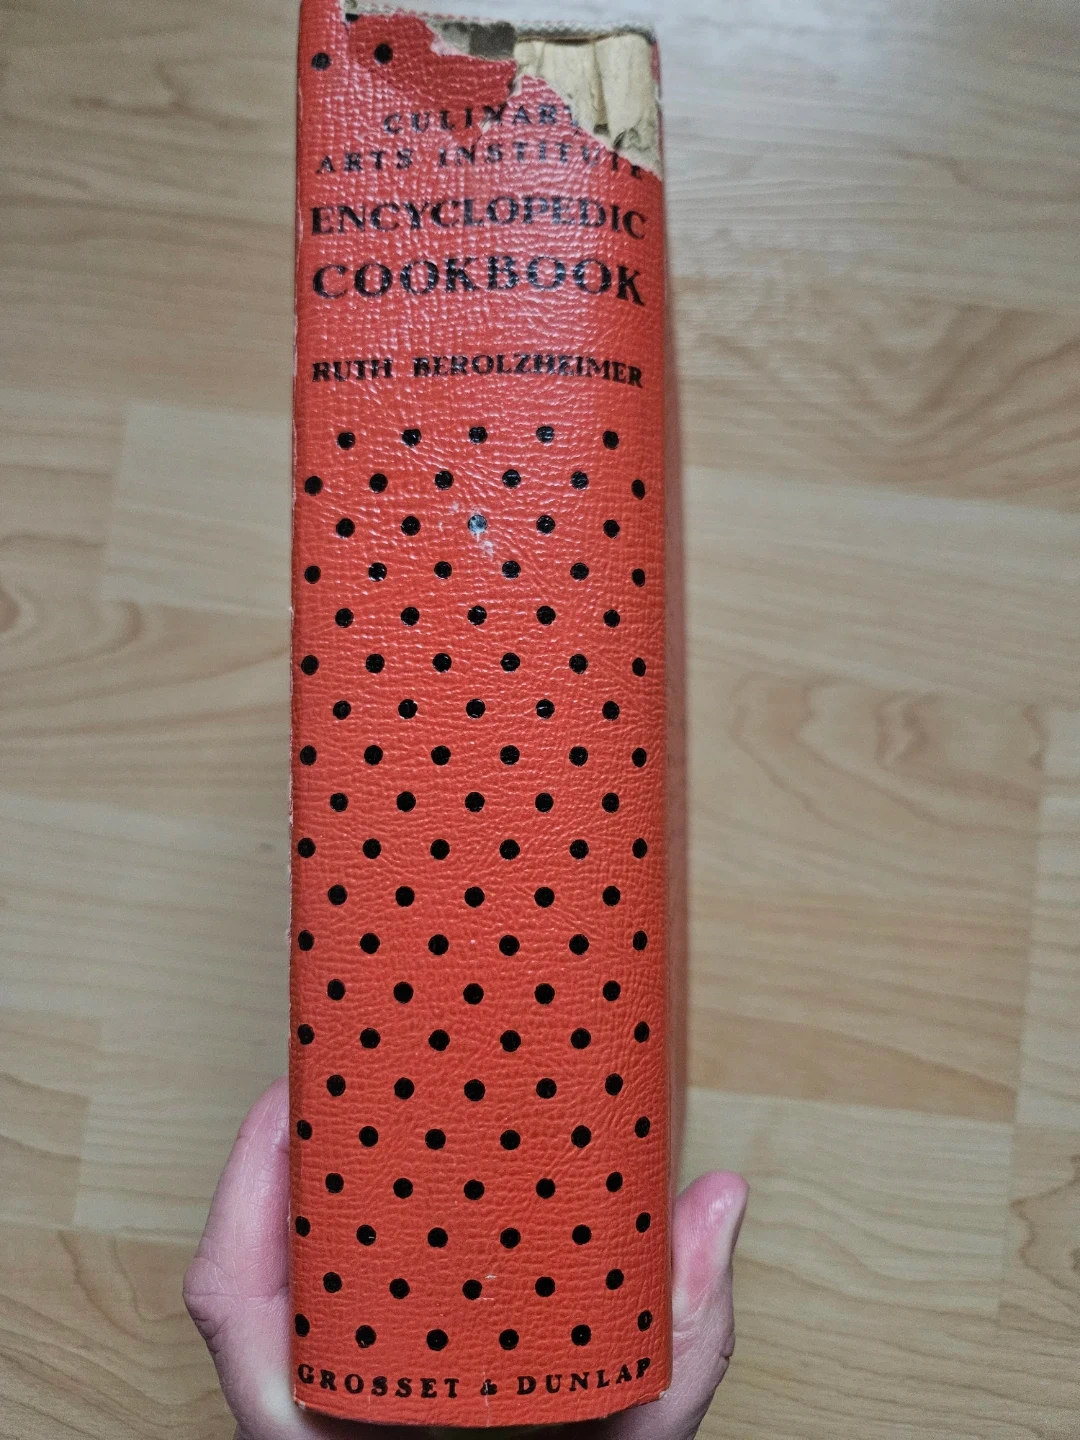 CULINARY
ARTS INSTITUTE
ENCYCLOPEDIC
COOKBOOK
RUTH BEROLZHEIMER
GROSSET & DUNLAP